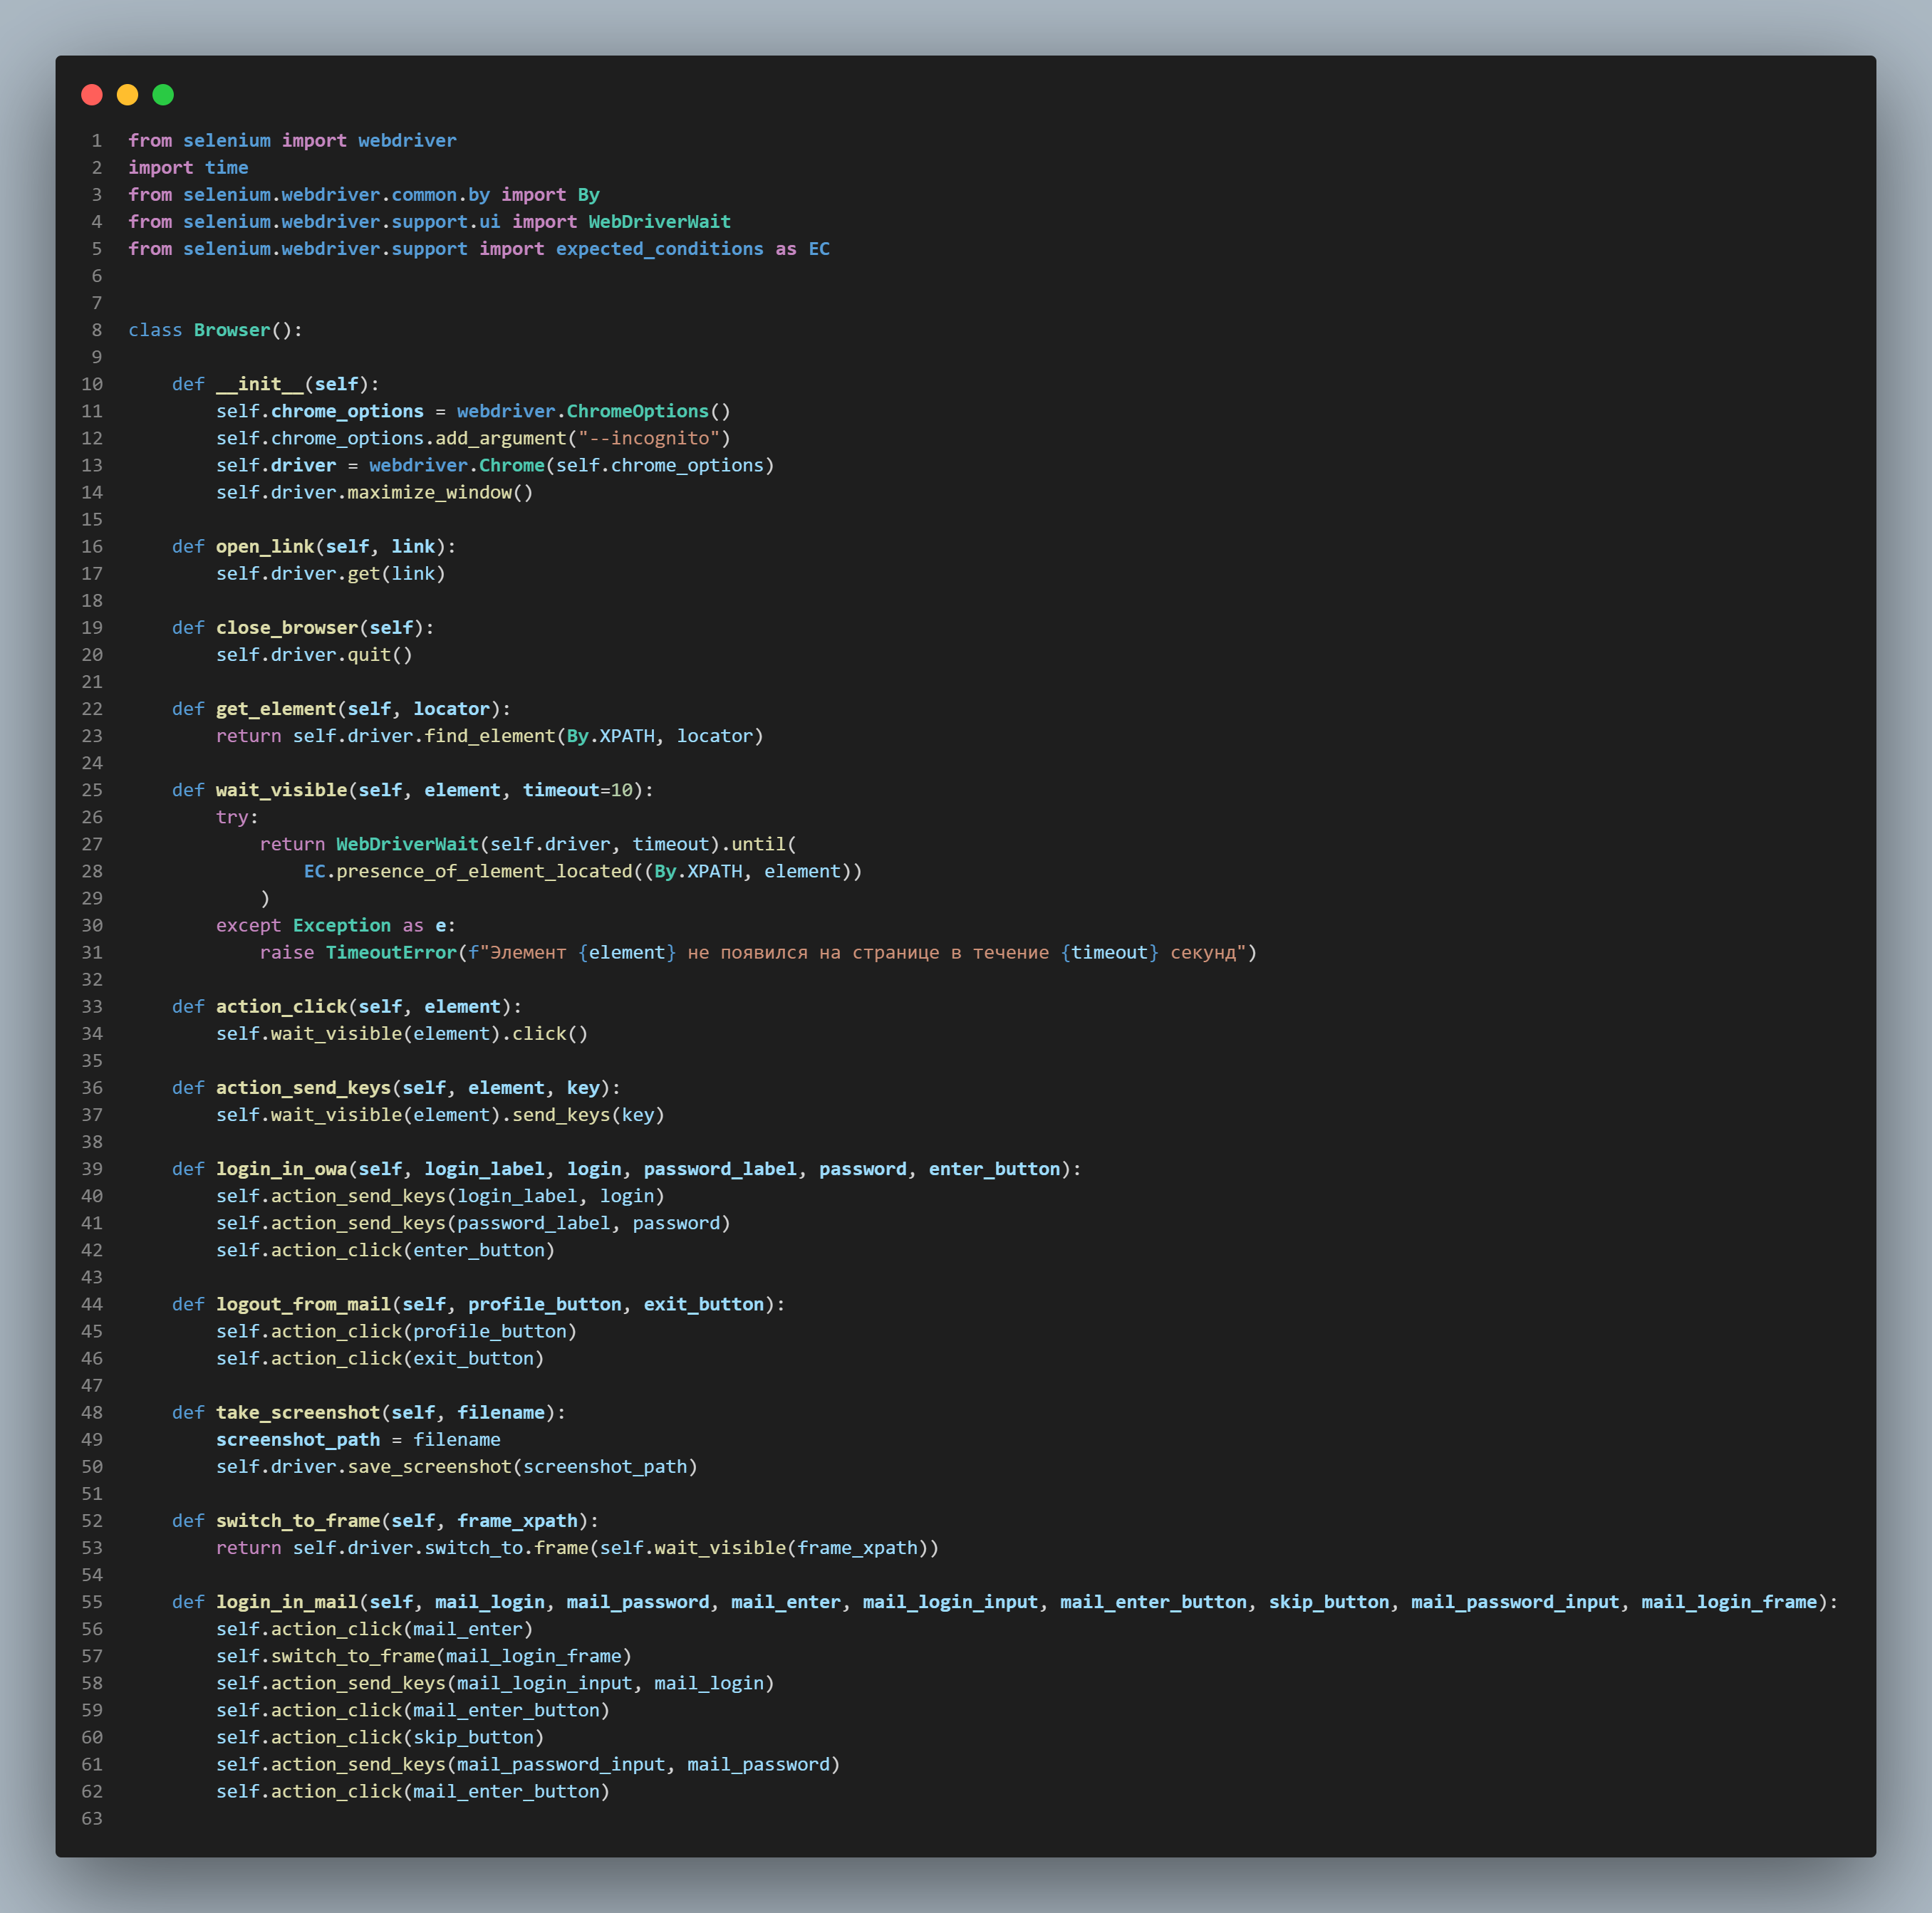 1 from selenium import webdriver
2 import time
3 from selenium.webdriver.common.by import By
4 from selenium.webdriver.support.ui import WebDriverWait
5 from selenium.webdriver.support import expected_conditions as EC
6
7
8 class Browser():
9
10     def __init__(self):
11         self.chrome_options = webdriver.ChromeOptions()
12         self.chrome_options.add_argument("--incognito")
13         self.driver = webdriver.Chrome(self.chrome_options)
14         self.driver.maximize_window()
15
16     def open_link(self, link):
17         self.driver.get(link)
18
19     def close_browser(self):
20         self.driver.quit()
21
22     def get_element(self, locator):
23         return self.driver.find_element(By.XPATH, locator)
24
25     def wait_visible(self, element, timeout=10):
26         try:
27             return WebDriverWait(self.driver, timeout).until(
28                 EC.presence_of_element_located((By.XPATH, element))
29             )
30         except Exception as e:
31             raise TimeoutError(f"Элемент {element} не появился на странице в течение {timeout} секунд")
32
33     def action_click(self, element):
34         self.wait_visible(element).click()
35
36     def action_send_keys(self, element, key):
37         self.wait_visible(element).send_keys(key)
38
39     def login_in_owa(self, login_label, login, password_label, password, enter_button):
40         self.action_send_keys(login_label, login)
41         self.action_send_keys(password_label, password)
42         self.action_click(enter_button)
43
44     def logout_from_mail(self, profile_button, exit_button):
45         self.action_click(profile_button)
46         self.action_click(exit_button)
47
48     def take_screenshot(self, filename):
49         screenshot_path = filename
50         self.driver.save_screenshot(screenshot_path)
51
52     def switch_to_frame(self, frame_xpath):
53         return self.driver.switch_to.frame(self.wait_visible(frame_xpath))
54
55     def login_in_mail(self, mail_login, mail_password, mail_enter, mail_login_input, mail_enter_button, skip_button, mail_password_input, mail_login_frame):
56         self.action_click(mail_enter)
57         self.switch_to_frame(mail_login_frame)
58         self.action_send_keys(mail_login_input, mail_login)
59         self.action_click(mail_enter_button)
60         self.action_click(skip_button)
61         self.action_send_keys(mail_password_input, mail_password)
62         self.action_click(mail_enter_button)
63